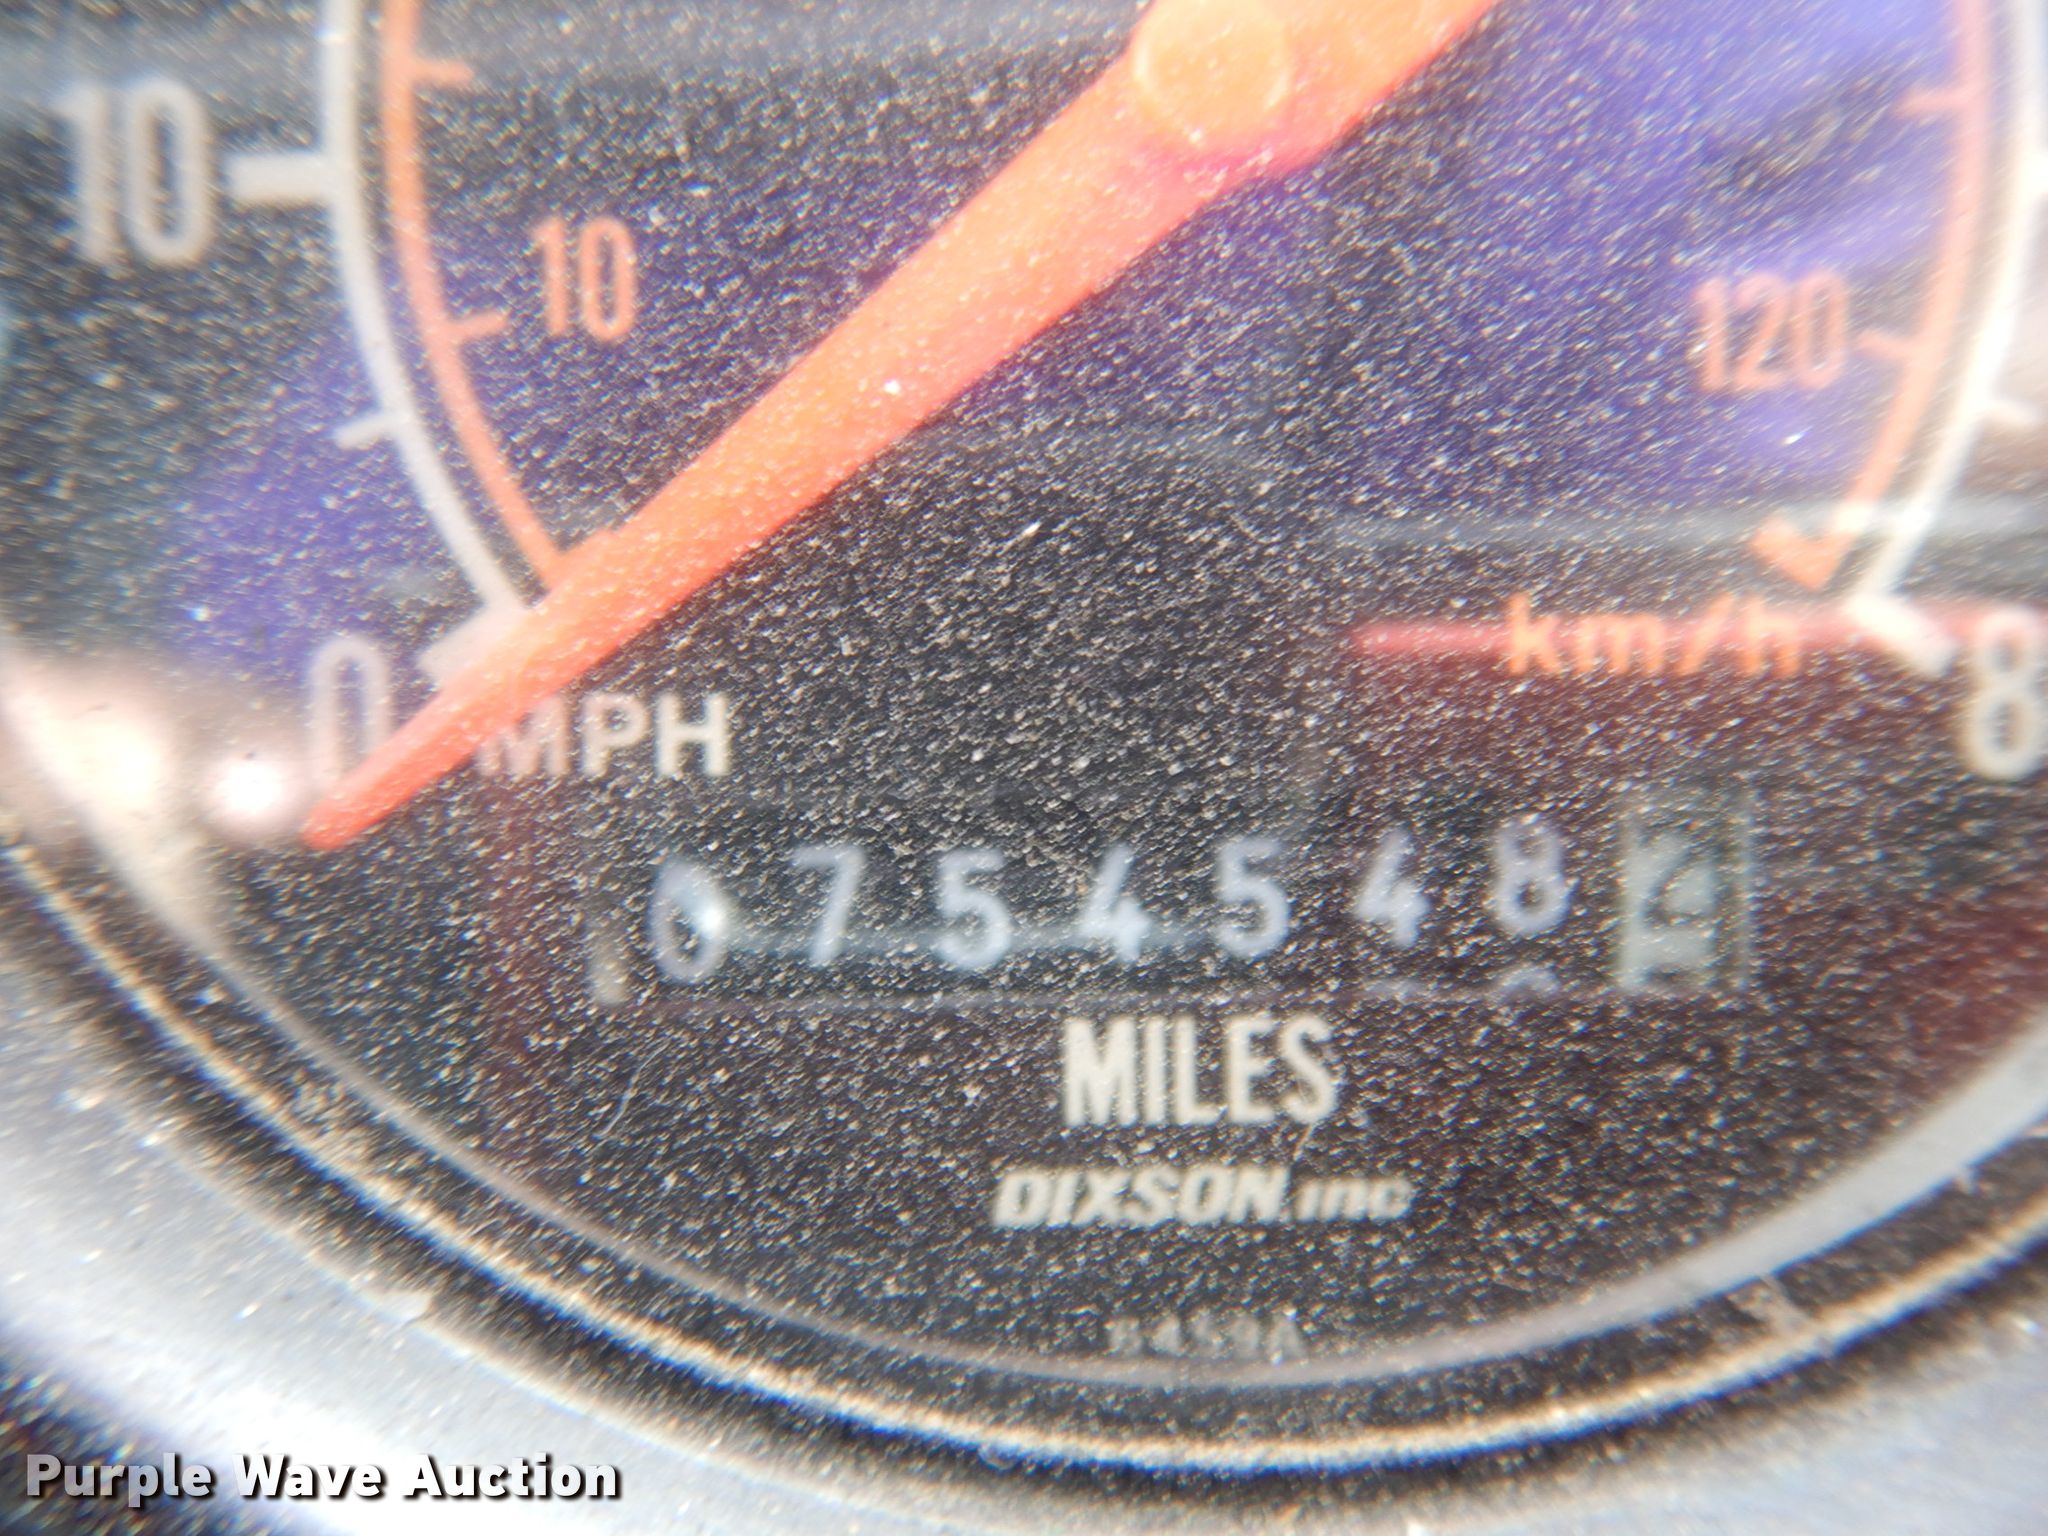 10
10
120
km/h
0
MPH
8
0754548
MILES
DIXSON.inc
Purple Wave Auction